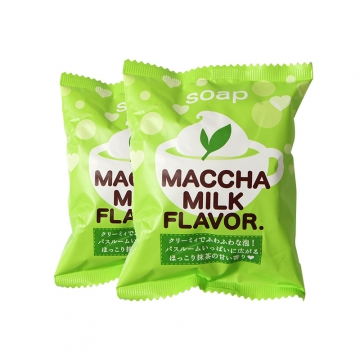 soap
MACCHA
MILK
FLAVOR.
クリーミィでふわふわな泡!
バスルームいっぱいに広がる
ほっこり抹茶の甘い香り♥